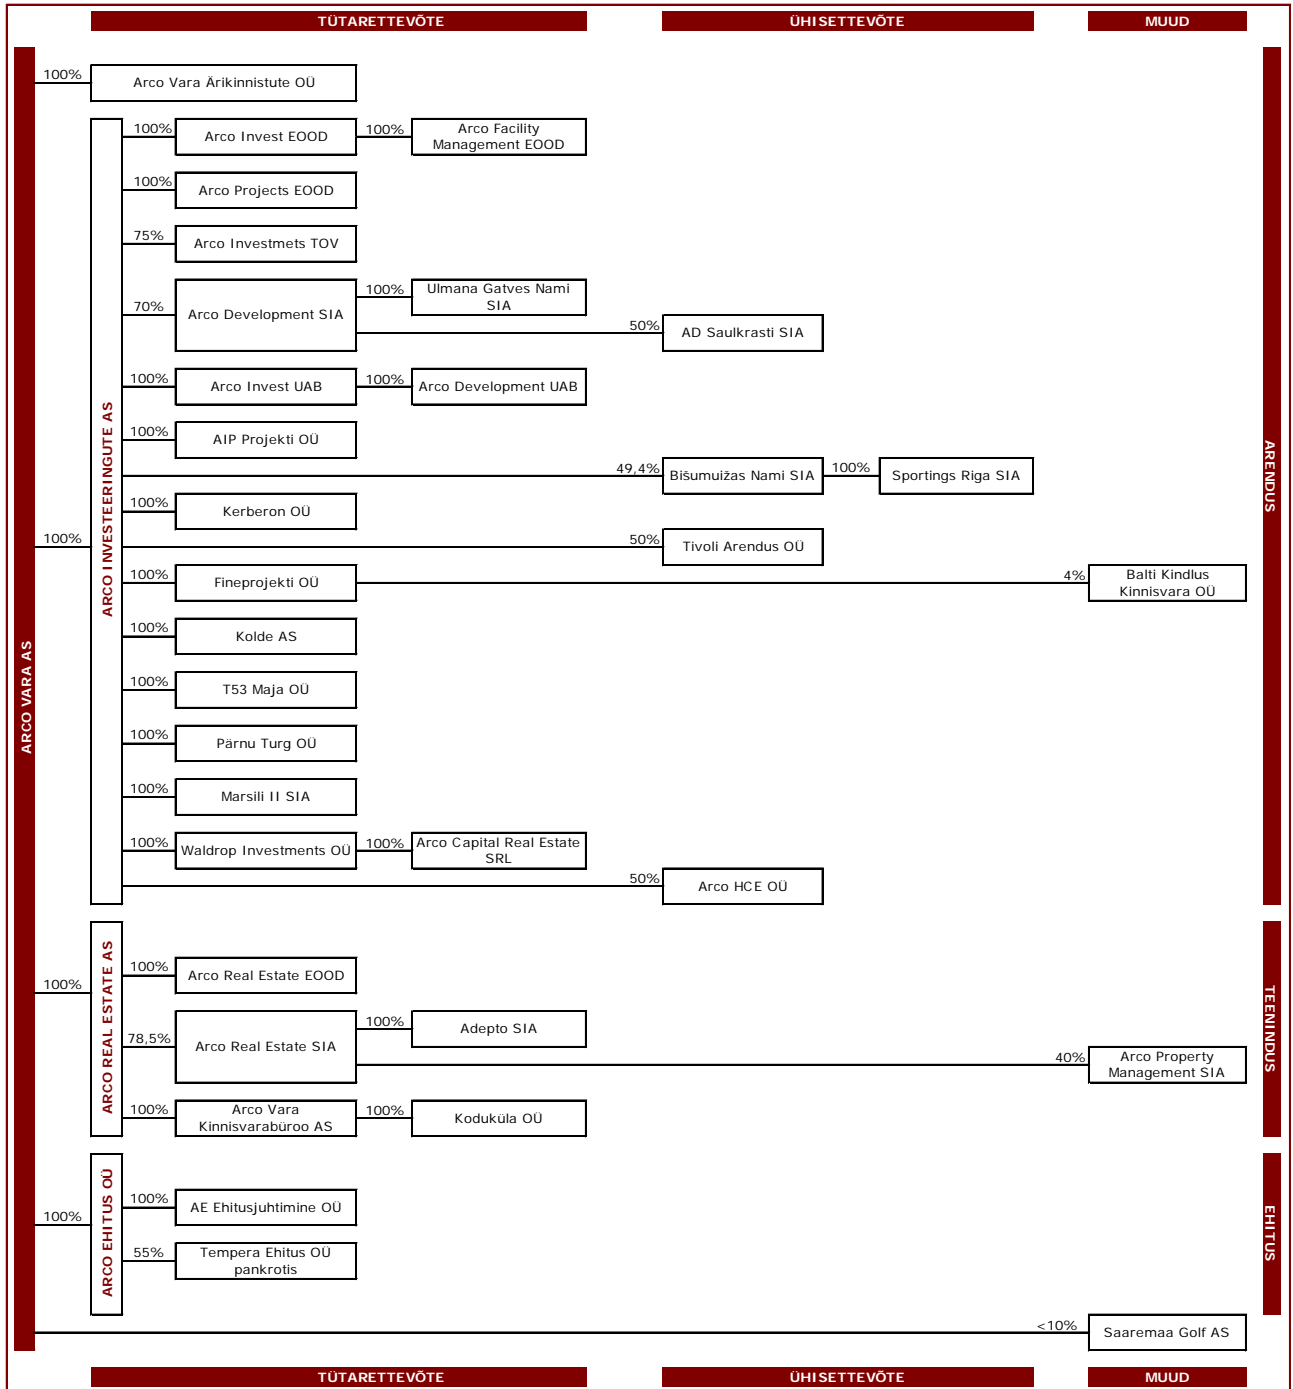 TÜTARETTEVÕTE
ÜHISETTEVÕTE
MUUD
ARCO VARA AS
100%
Arco Vara Ärikinnistute OÜ
ARENDUS
100%
ARCO INVESTEERINGUTE AS
100%
Arco Invest EOOD
100%
Arco Facility
Management EOOD
100%
Arco Projects EOOD
75%
Arco Investmets TOV
70%
Arco Development SIA
100%
Ulmana Gatves Nami
SIA
50%
AD Saulkrasti SIA
100%
Arco Invest UAB
100%
Arco Development UAB
100%
AIP Projekti OÜ
49,4%
Bišumuižas Nami SIA
100%
Sportings Riga SIA
100%
Kerberon OÜ
50%
Tivoli Arendus OÜ
100%
Fineprojekti OÜ
4%
Balti Kindlus
Kinnisvara OÜ
100%
Kolde AS
100%
T53 Maja OÜ
100%
Pärnu Turg OÜ
100%
Marsili II SIA
100%
Waldrop Investments OÜ
100%
Arco Capital Real Estate
SRL
50%
Arco HCE OÜ
100%
ARCO REAL ESTATE AS
TEENINDUS
100%
Arco Real Estate EOOD
78,5%
Arco Real Estate SIA
100%
Adepto SIA
40%
Arco Property
Management SIA
100%
Arco Vara
Kinnisvarabüroo AS
100%
Koduküla OÜ
100%
ARCO EHITUS OÜ
EHITUS
100%
AE Ehitusjuhtimine OÜ
55%
Tempera Ehitus OÜ
pankrotis
<10%
Saaremaa Golf AS
TÜTARETTEVÕTE
ÜHISETTEVÕTE
MUUD